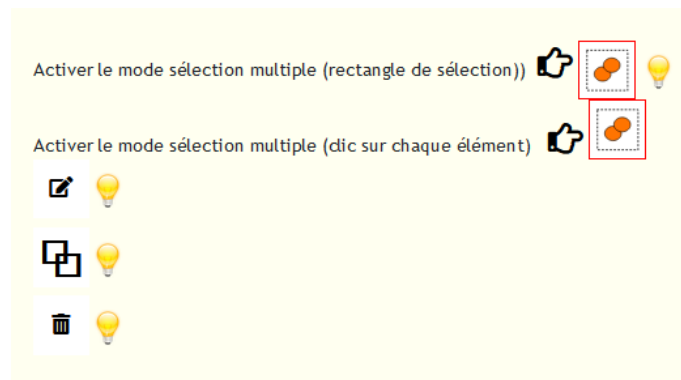 Activer le mode sélection multiple (rectangle de sélection))
Activer le mode sélection multiple (clic sur chaque élément)